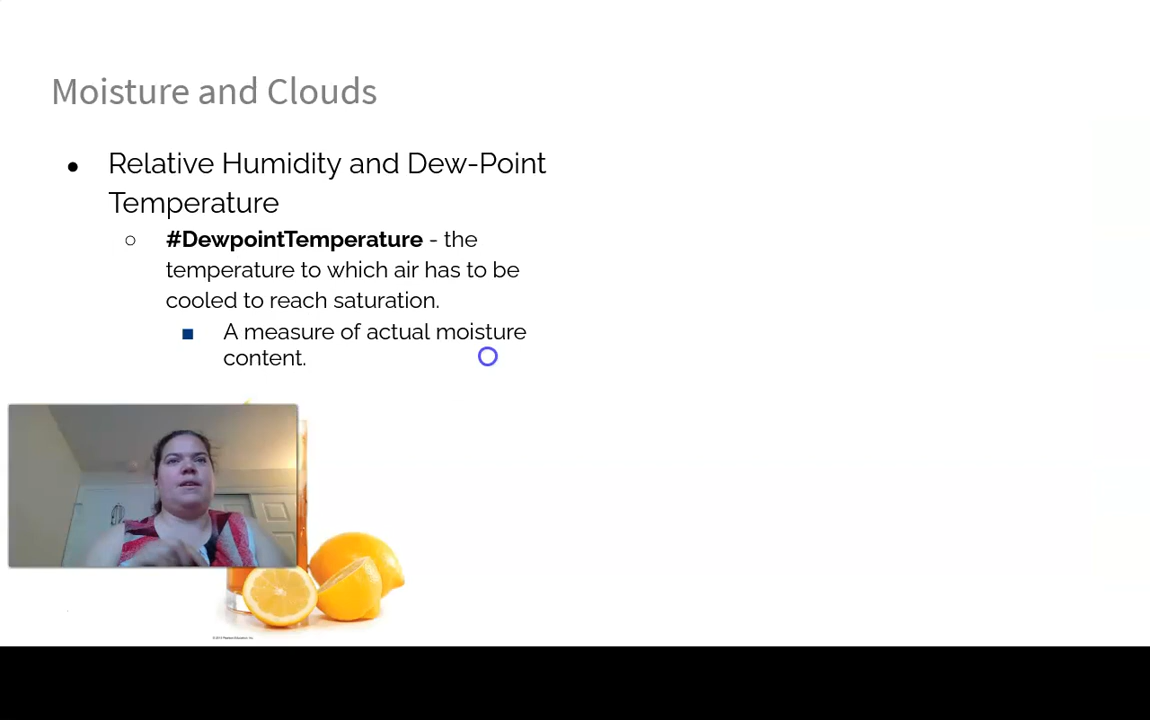 Moisture and Clouds
● Relative Humidity and Dew-Point
Temperature
○ #DewpointTemperature - the
temperature to which air has to be
cooled to reach saturation.
■ A measure of actual moisture
content.